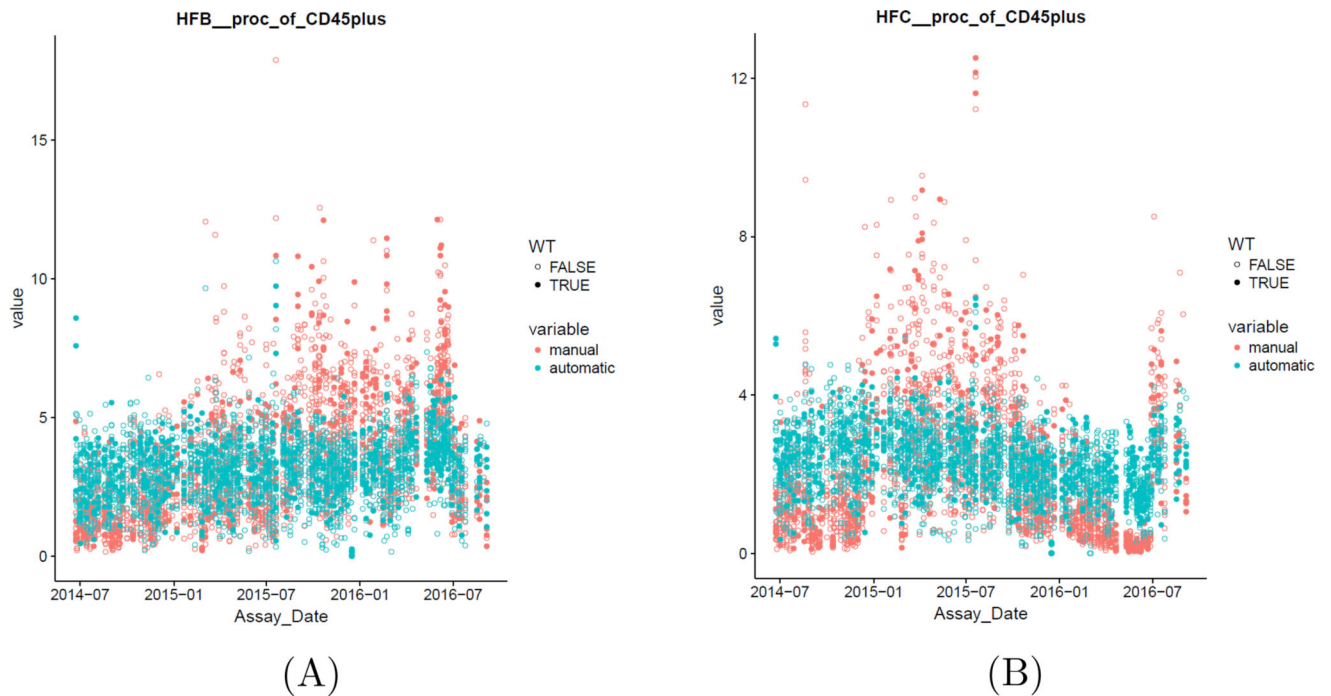 HFB__proc_of_CD45plus
15
10
5
0
value
2014−07
2015−01
2015−07
2016−01
2016−07
Assay_Date
WT
FALSE
TRUE
variable
manual
automatic
(A)
HFC__proc_of_CD45plus
12
8
4
0
value
2014−07
2015−01
2015−07
2016−01
2016−07
Assay_Date
WT
FALSE
TRUE
variable
manual
automatic
(B)